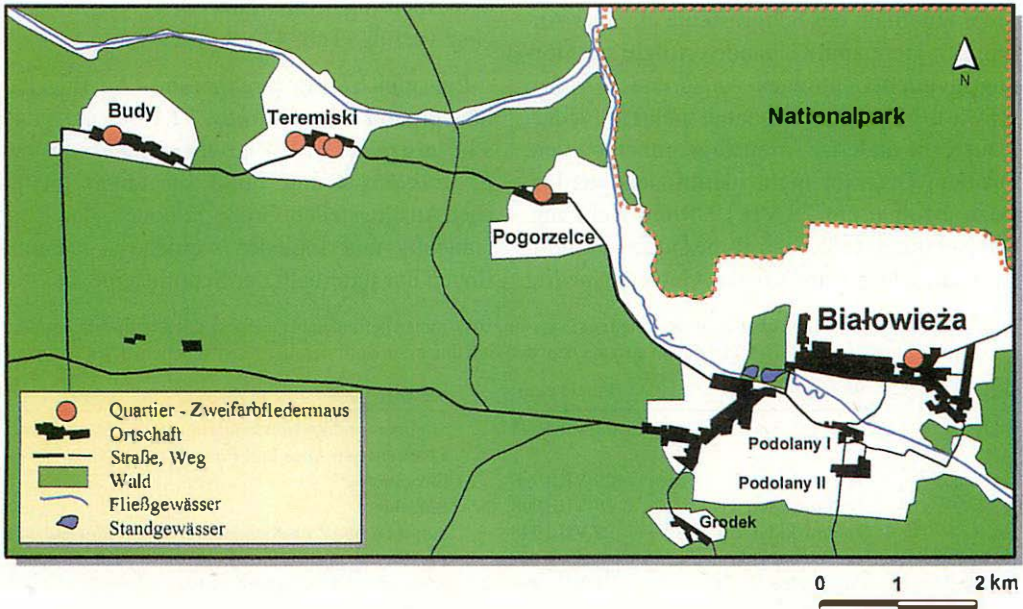 Budy
Teremiski
N
Nationalpark
Pogorzelce
Białowieża
Quartier - Zweifarbfledermaus
Ortschaft
Straße, Weg
Wald
Fließgewässer
Standgewässer
Podolany I
Podolany II
Grodek
0 1 2 km